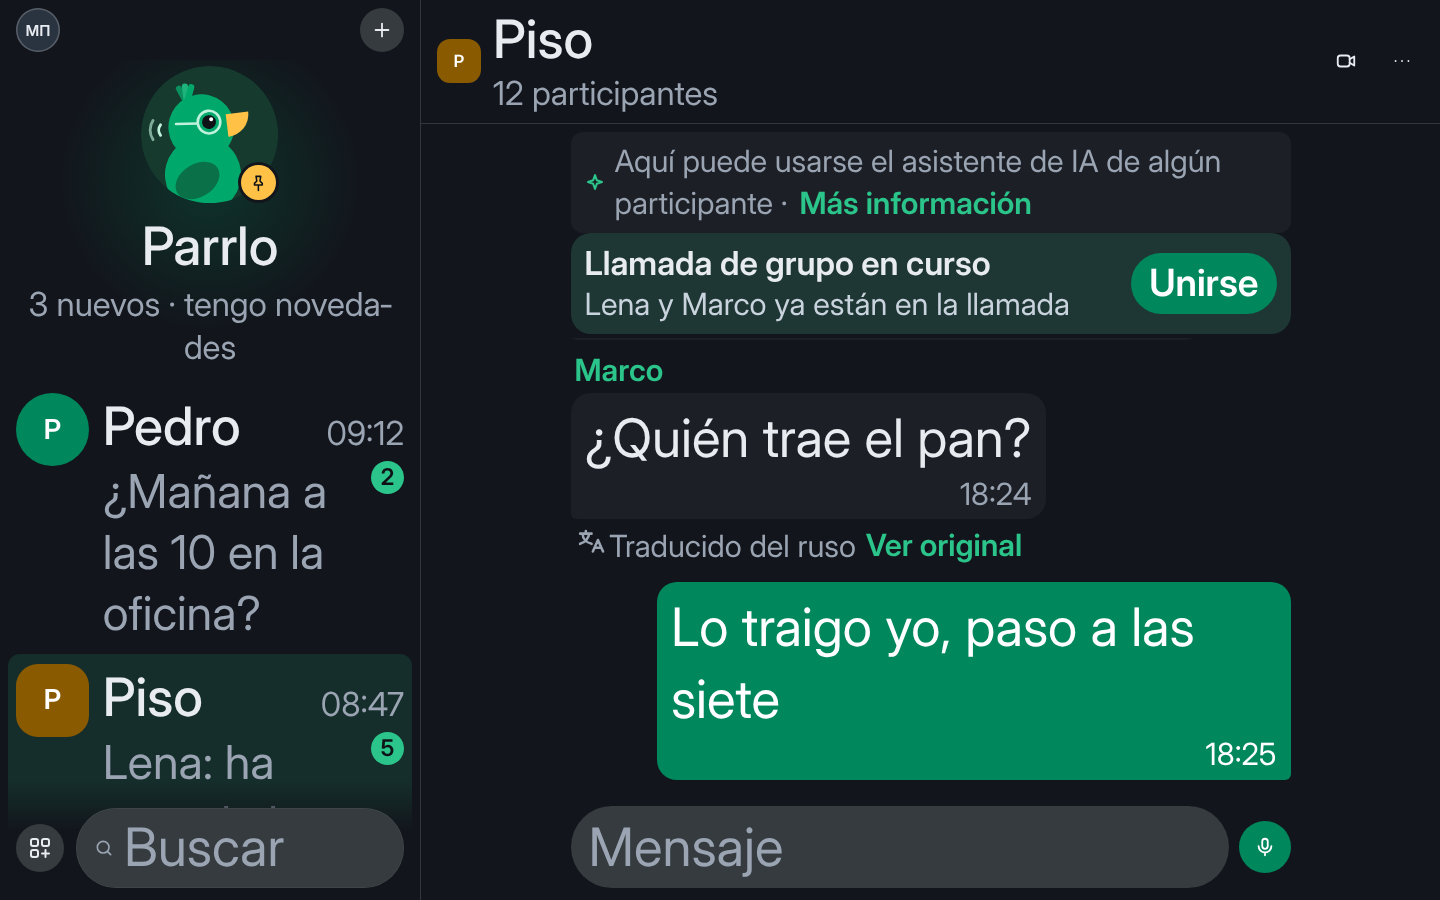 МП
Parrlo
3 nuevos · tengo noveda-
des
P
Pedro
09:12
¿Mañana a
2
las 10 en la
oficina?
P
Piso
08:47
Lena: ha
5
Buscar
P
Piso
12 participantes
Aquí puede usarse el asistente de IA de algún
participante · Más información
Llamada de grupo en curso
Lena y Marco ya están en la llamada
Unirse
Marco
¿Quién trae el pan?
18:24
Traducido del ruso Ver original
Lo traigo yo, paso a las
siete
18:25
Mensaje